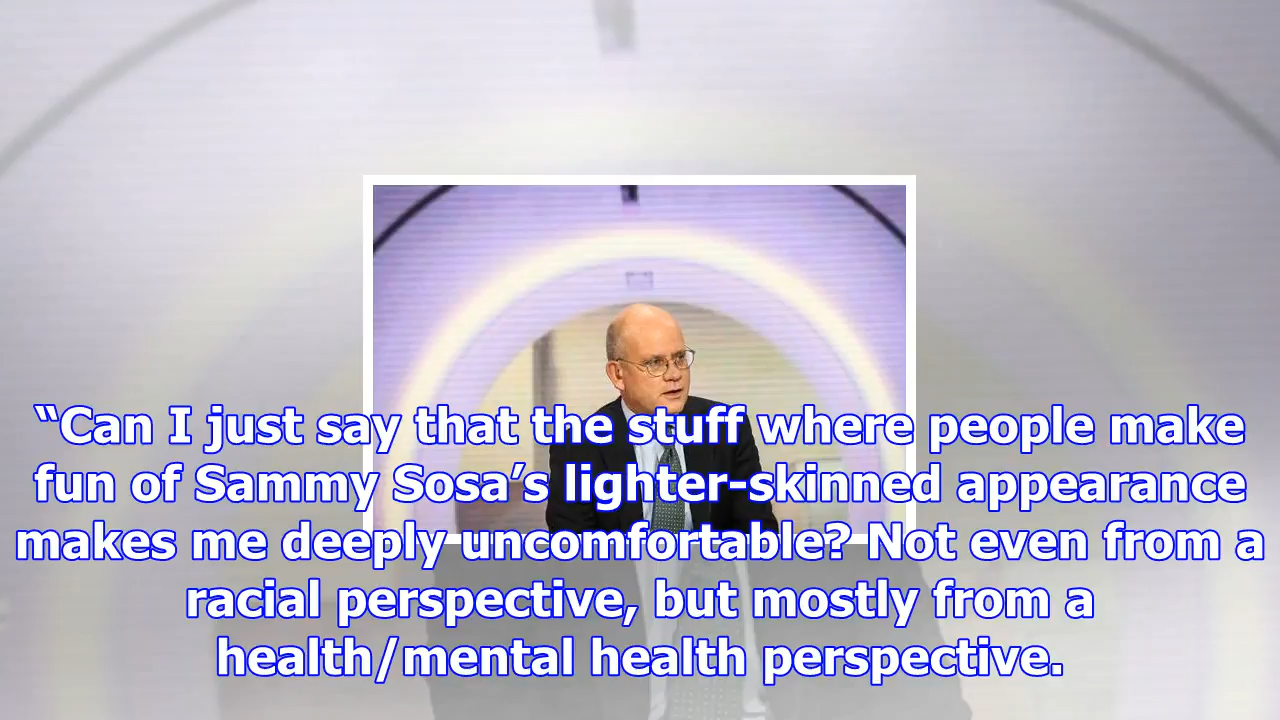 “Can I just say that the stuff where people make
fun of Sammy Sosa’s lighter-skinned appearance
makes me deeply uncomfortable? Not even from a
racial perspective, but mostly from a
health/mental health perspective.